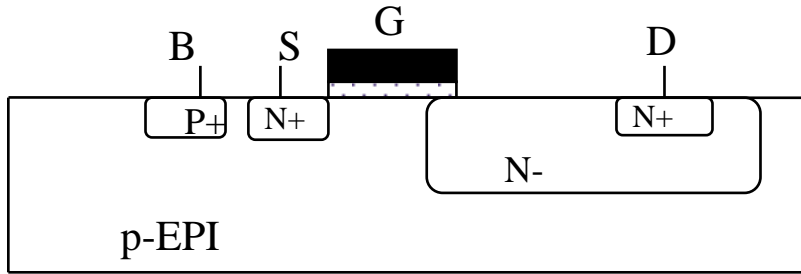 G
B S D
P+ N+ N+
N-
p-EPI